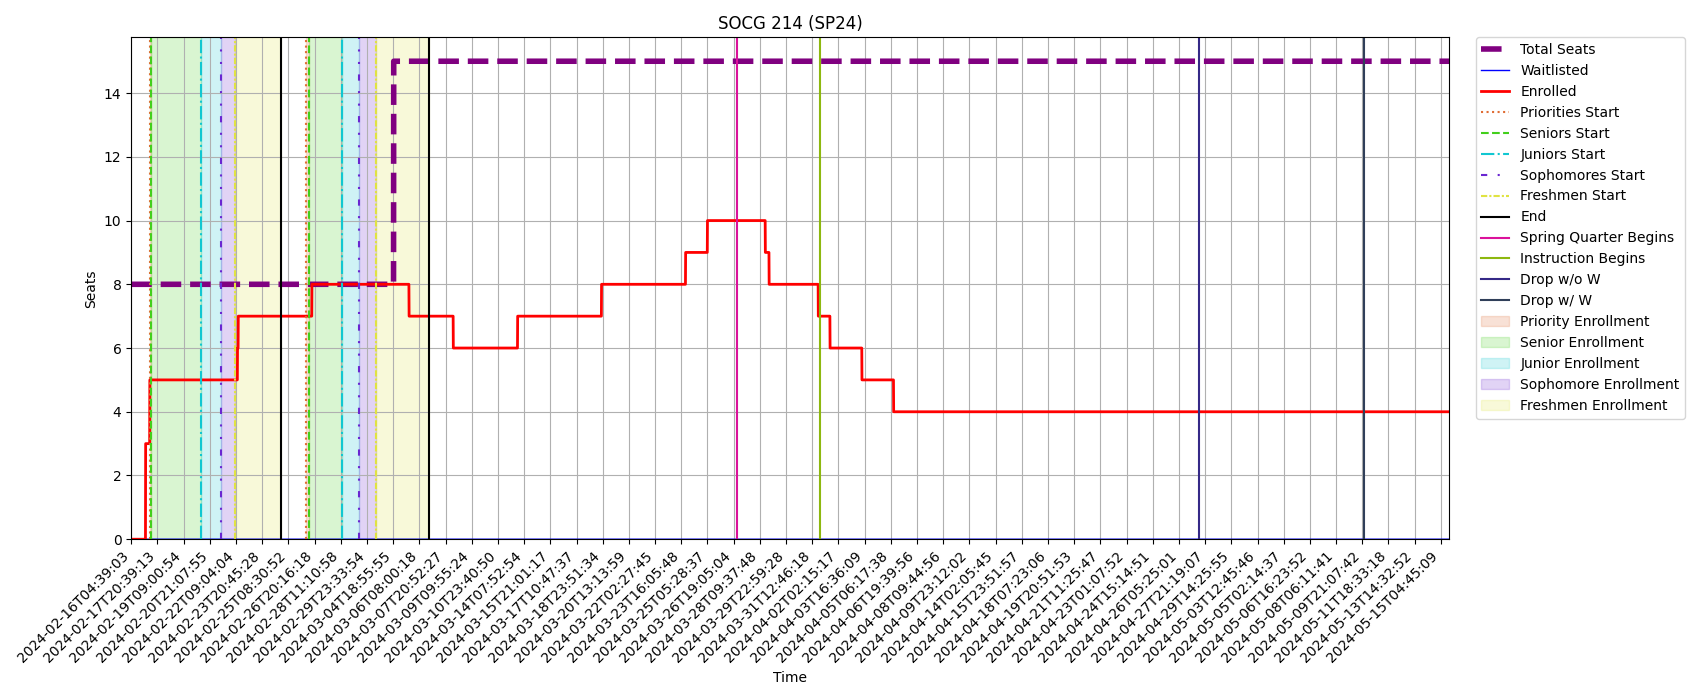 SOCG 214 (SP24)
Seats
14
12
10
8
6
4
2
0
2024-02-16T04:39:03
2024-02-17T20:39:13
2024-02-19T09:00:54
2024-02-20T21:07:55
2024-02-22T09:04:04
2024-02-23T20:45:28
2024-02-25T08:30:52
2024-02-26T20:16:18
2024-02-28T11:10:58
2024-02-29T23:33:54
2024-03-04T18:55:55
2024-03-06T08:00:18
2024-03-07T20:52:27
2024-03-09T09:55:24
2024-03-10T23:40:50
2024-03-14T07:52:54
2024-03-15T21:01:17
2024-03-17T10:47:37
2024-03-18T23:51:34
2024-03-20T13:13:59
2024-03-22T02:27:45
2024-03-23T16:05:48
2024-03-25T05:28:37
2024-03-26T19:05:04
2024-03-28T09:37:48
2024-03-29T22:59:28
2024-03-31T12:46:18
2024-04-02T02:15:17
2024-04-03T16:36:09
2024-04-05T06:17:38
2024-04-06T19:39:56
2024-04-08T09:44:56
2024-04-09T23:12:02
2024-04-14T02:05:45
2024-04-15T23:51:57
2024-04-18T07:23:06
2024-04-19T20:51:53
2024-04-21T11:25:47
2024-04-23T01:07:52
2024-04-24T15:14:51
2024-04-26T05:25:01
2024-04-27T21:19:07
2024-04-29T14:25:55
2024-05-03T12:45:46
2024-05-05T02:14:37
2024-05-06T16:23:52
2024-05-08T06:11:41
2024-05-09T21:07:42
2024-05-11T18:33:18
2024-05-13T14:32:52
2024-05-15T04:45:09
Time
Total Seats
Waitlisted
Enrolled
Priorities Start
Seniors Start
Juniors Start
Sophomores Start
Freshmen Start
End
Spring Quarter Begins
Instruction Begins
Drop w/o W
Drop w/ W
Priority Enrollment
Senior Enrollment
Junior Enrollment
Sophomore Enrollment
Freshmen Enrollment